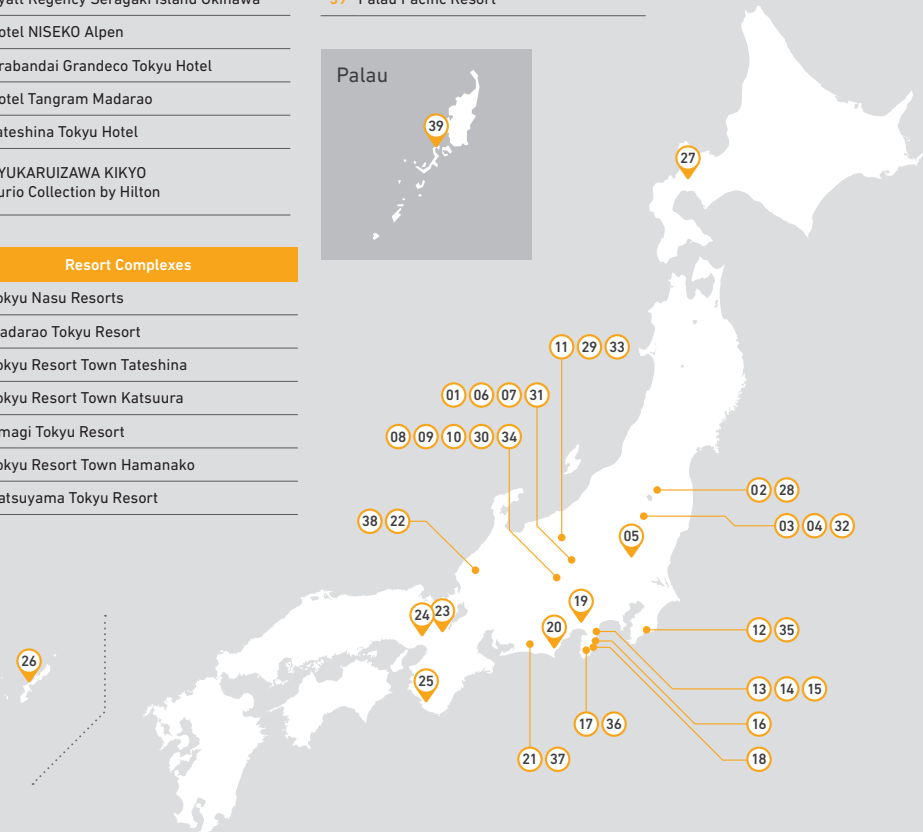 yatt Regency Seragaki Island Okinawa
otel NISEKO Alpen
rabandai Grandeco Tokyu Hotel
otel Tangram Madarao
ateshina Tokyu Hotel
YUKARUIZAWA KIKYO
urio Collection by Hilton
Resort Complexes
okyu Nasu Resorts
adarao Tokyu Resort
okyu Resort Town Tateshina
okyu Resort Town Katsuura
magi Tokyu Resort
okyu Resort Town Hamanako
atsuyama Tokyu Resort
39 Palau Pacific Resort
Palau
39
27
11 29 33
01 06 07 31
08 09 10 30 34
02 28
38 22
03 04 32
05
19
24 23
20
12 35
26
25
13 14 15
17 36
16
21 37
18